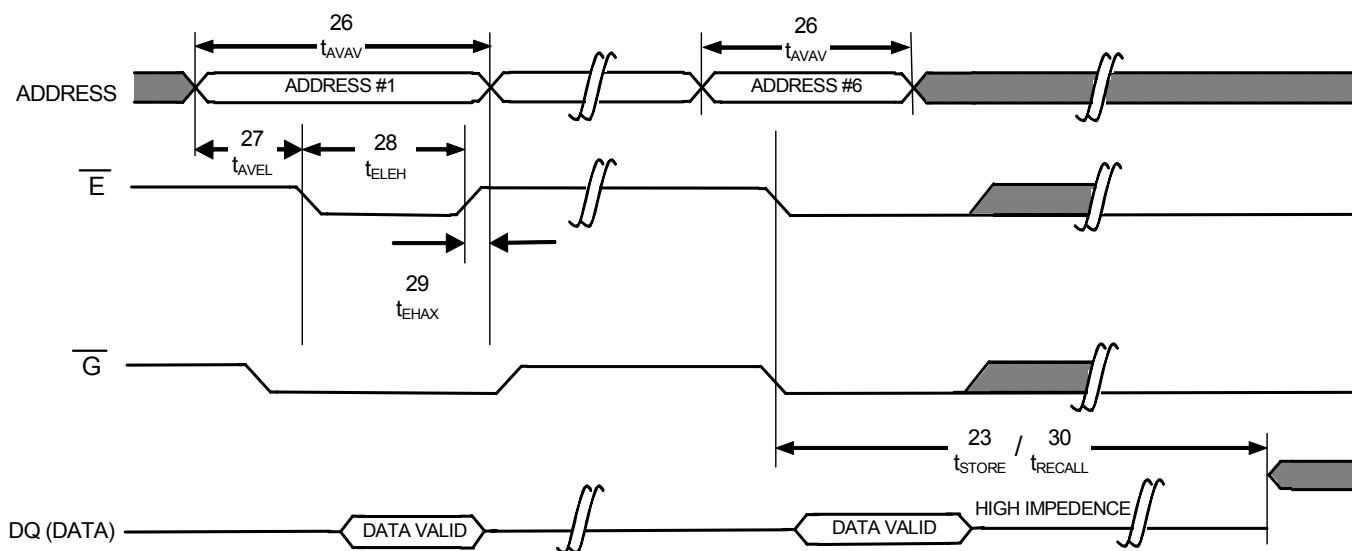 26
tAVAV
26
tAVAV
ADDRESS
ADDRESS #1
ADDRESS #6
27
tAVEL
28
tELEH
E
29
tEHAX
G
23 / 30
tSTORE tRECALL
HIGH IMPEDENCE
DQ (DATA)
DATA VALID
DATA VALID